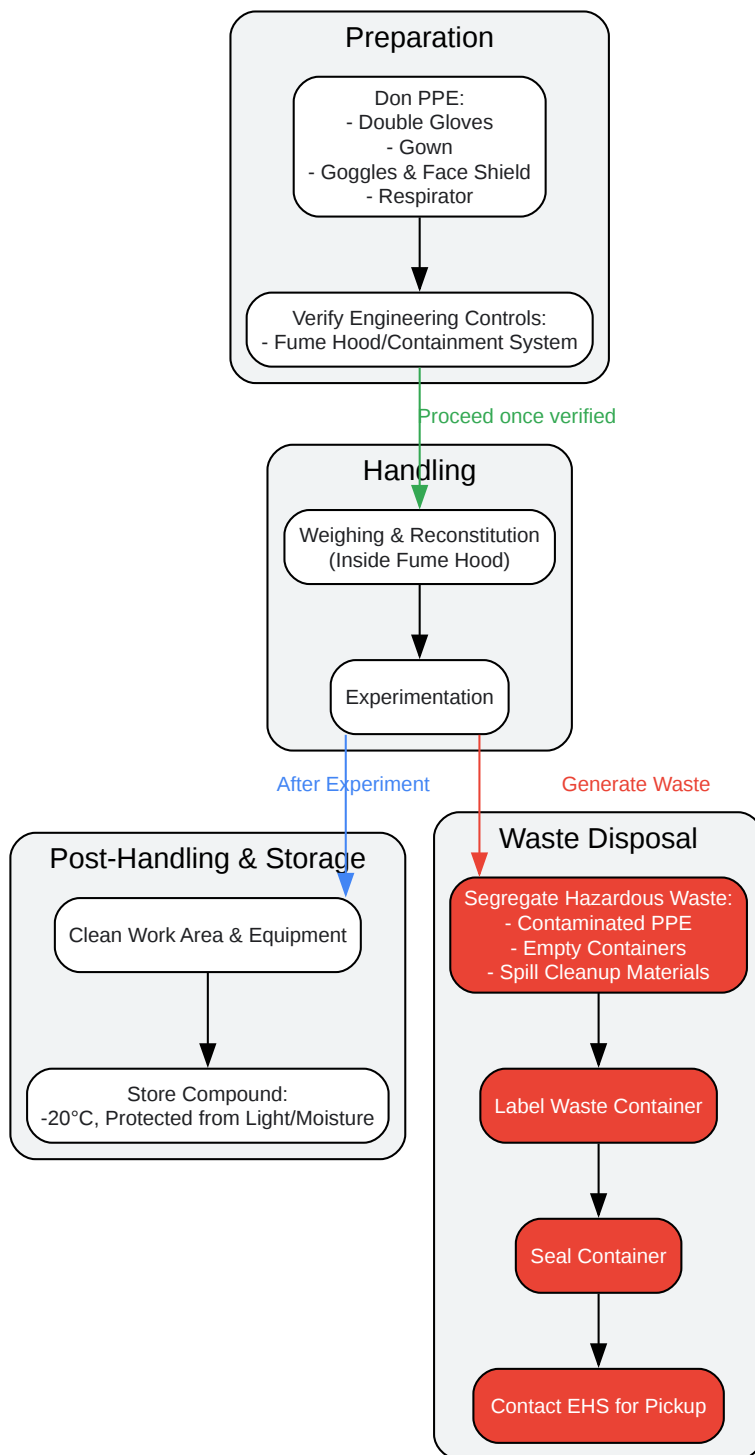 Preparation
Don PPE:
- Double Gloves
- Gown
- Goggles & Face Shield
- Respirator
Verify Engineering Controls:
- Fume Hood/Containment System
Proceed once verified
Handling
Weighing & Reconstitution
(Inside Fume Hood)
Experimentation
After Experiment
Generate Waste
Post-Handling & Storage
Clean Work Area & Equipment
Store Compound:
-20°C, Protected from Light/Moisture
Waste Disposal
Segregate Hazardous Waste:
- Contaminated PPE
- Empty Containers
- Spill Cleanup Materials
Label Waste Container
Seal Container
Contact EHS for Pickup